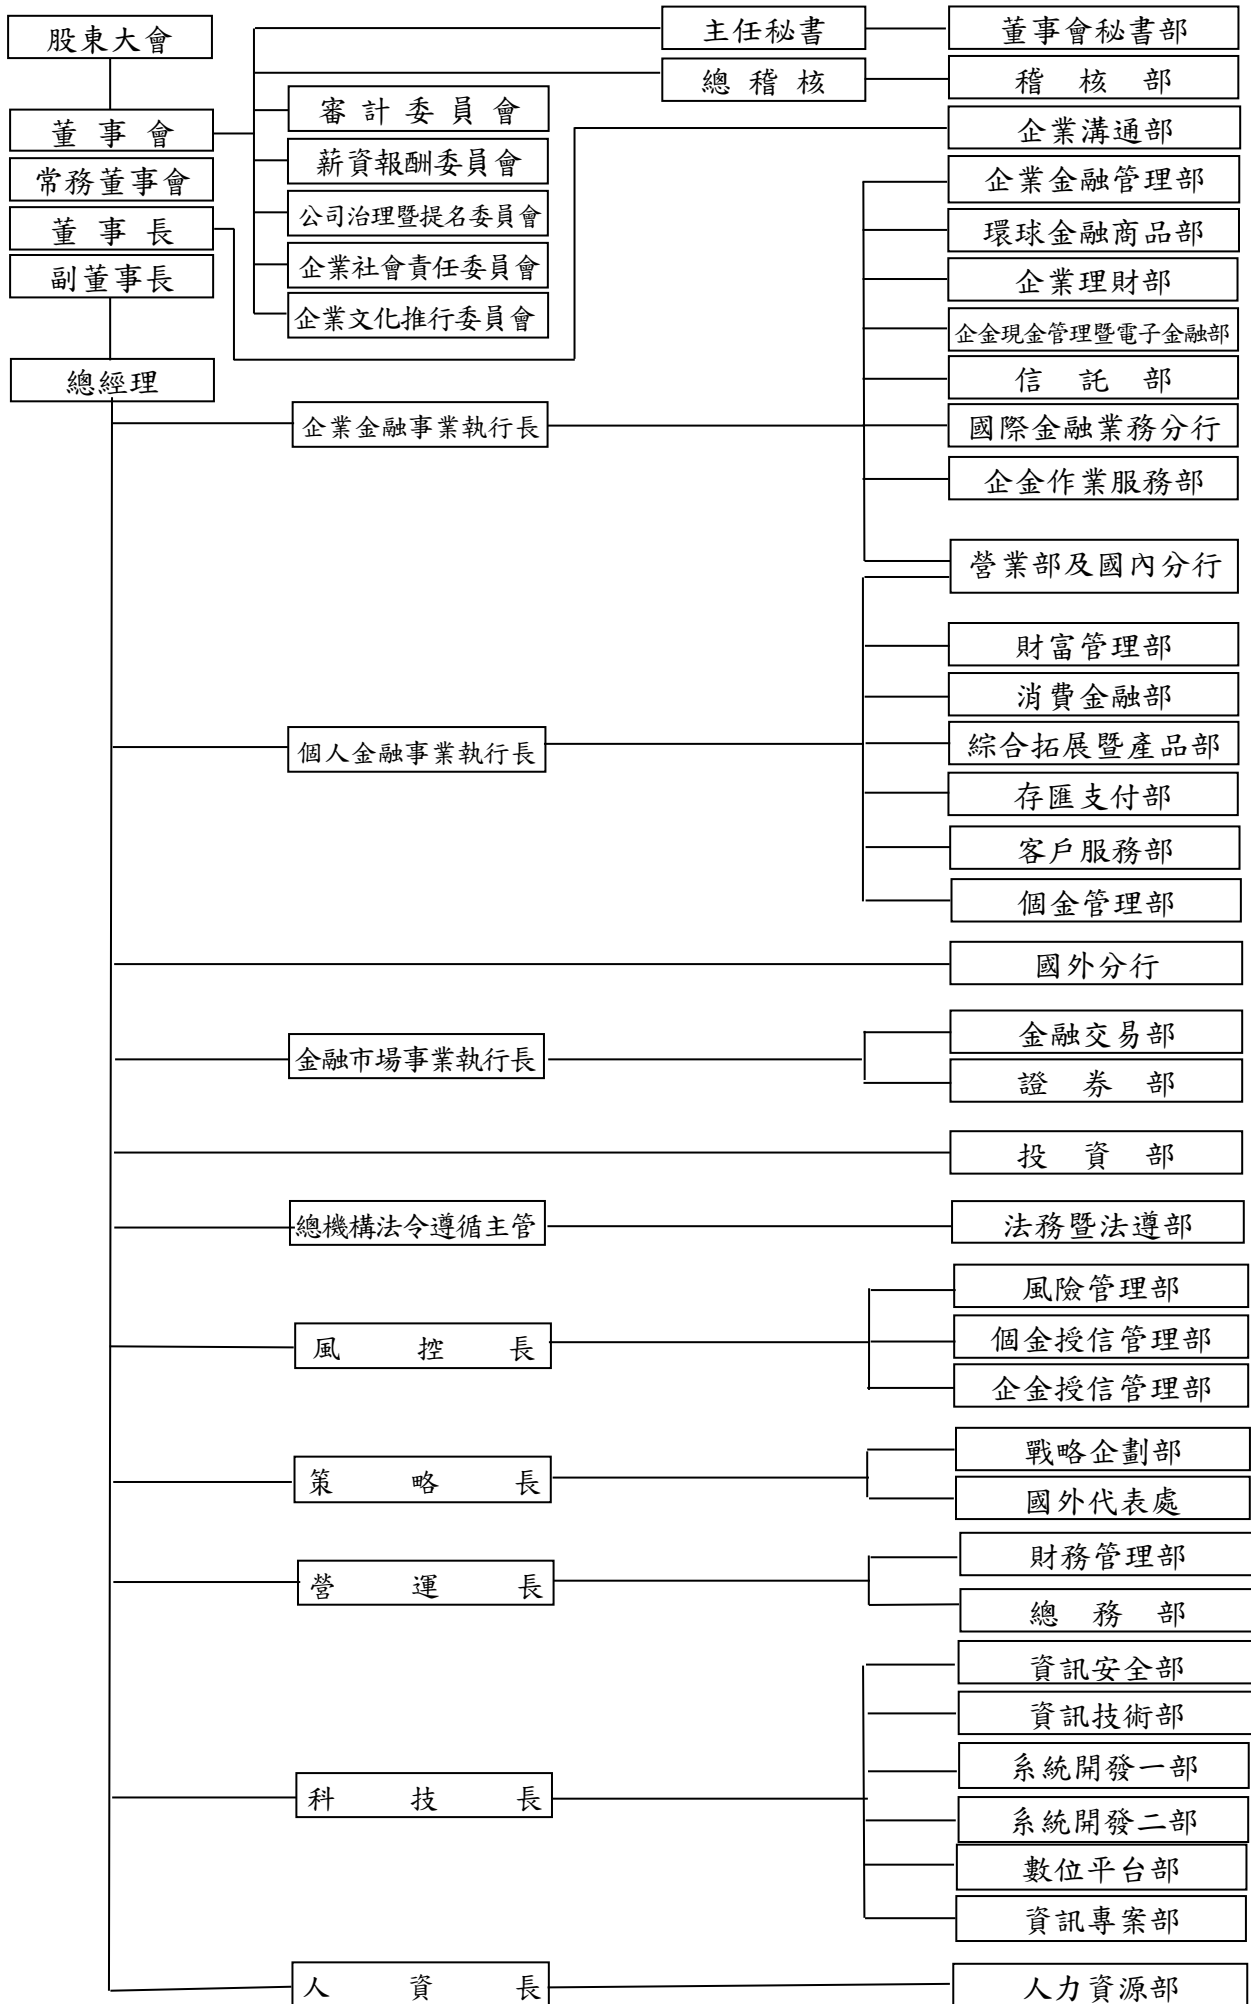 股東大會
董事會
常務董事會
董事長
副董事長
總經理
主任秘書
董事會秘書部
總稽核
稽核部
審計委員會
薪資報酬委員會
公司治理暨提名委員會
企業社會責任委員會
企業文化推行委員會
企業溝通部
企業金融事業執行長
企業金融管理部
環球金融商品部
企業理財部
企金現金管理暨電子金融部
信託部
國際金融業務分行
企金作業服務部
營業部及國內分行
個人金融事業執行長
財富管理部
消費金融部
綜合拓展暨產品部
存匯支付部
客戶服務部
個金管理部
國外分行
金融市場事業執行長
金融交易部
證券部
投資部
總機構法令遵循主管
法務暨法遵部
風控長
風險管理部
個金授信管理部
企金授信管理部
策略長
戰略企劃部
國外代表處
營運長
財務管理部
總務部
科技長
資訊安全部
資訊技術部
系統開發一部
系統開發二部
數位平台部
資訊專案部
人資長
人力資源部